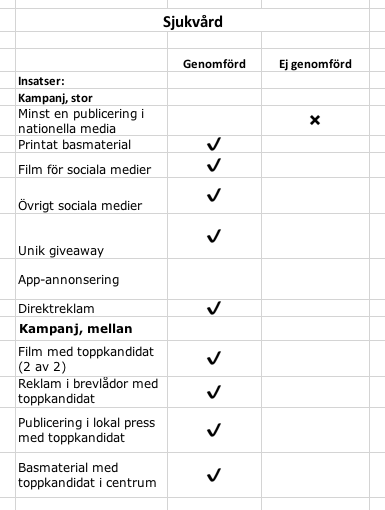 Sjukvård
Genomförd Ej genomförd
Insatser:
Kampanj, stor
Minst en publicering i
nationella media
Printat basmaterial
Film för sociala medier
Övrigt sociala medier
Unik giveaway
App-annonsering
Direktreklam
Kampanj, mellan
Film med toppkandidat
(2 av 2)
Reklam i brevlådor med
toppkandidat
Publicering i lokal press
med toppkandidat
Basmaterial med
toppkandidat i centrum